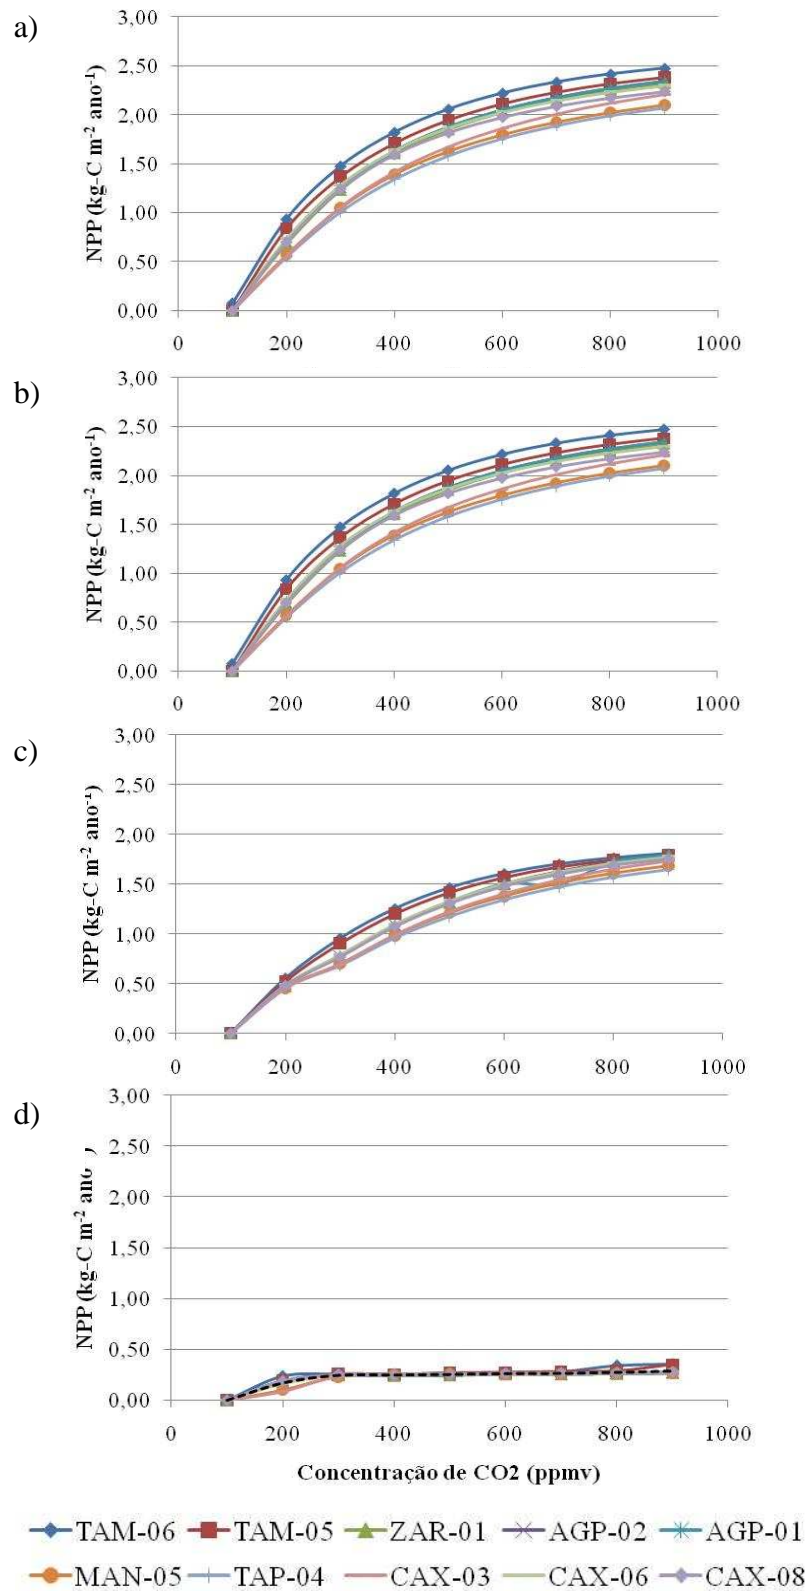 a)
NPP (kg-C m⁻² ano⁻¹)
3,00
2,50
2,00
1,50
1,00
0,50
0,00
0 200 400 600 800 1000
b)
NPP (kg-C m⁻² ano⁻¹)
3,00
2,50
2,00
1,50
1,00
0,50
0,00
0 200 400 600 800 1000
c)
NPP (kg-C m⁻² ano⁻¹)
3,00
2,50
2,00
1,50
1,00
0,50
0,00
0 200 400 600 800 1000
d)
NPP (kg-C m⁻² ano
3,00
2,50
2,00
1,50
1,00
0,50
0,00
0 200 400 600 800 1000
Concentração de CO2 (ppmv)
TAM-06 TAM-05 ZAR-01 AGP-02 AGP-01
MAN-05 TAP-04 CAX-03 CAX-06 CAX-08